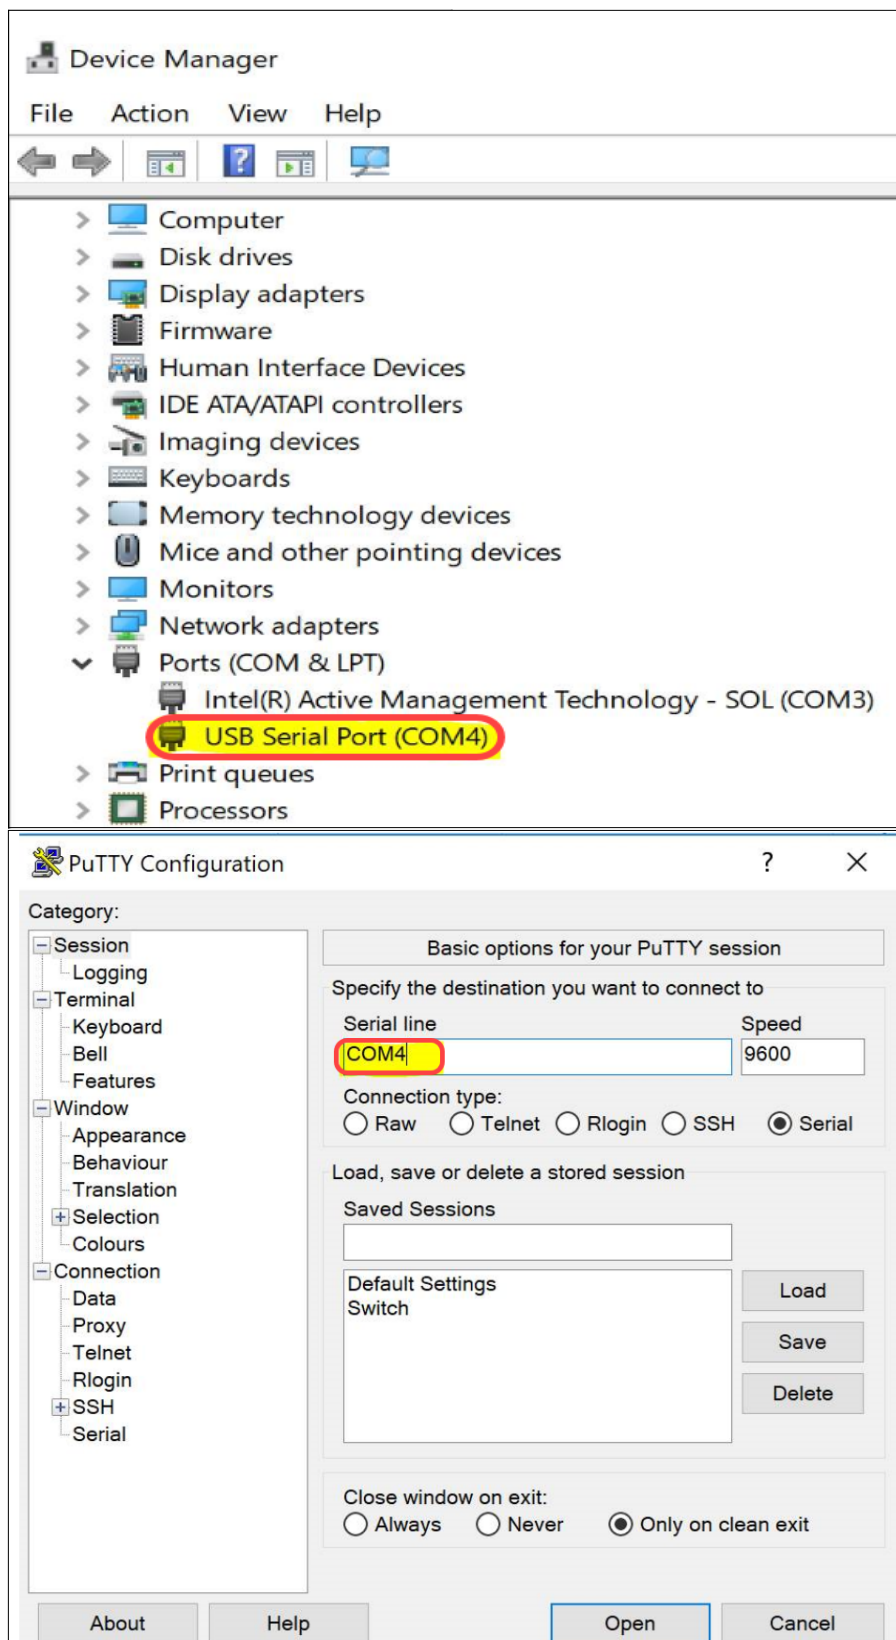 Device Manager
File Action View Help
?
Computer
Disk drives
Display adapters
Firmware
Human Interface Devices
IDE ATA/ATAPI controllers
Imaging devices
Keyboards
Memory technology devices
Mice and other pointing devices
Monitors
Network adapters
Ports (COM & LPT)
Intel(R) Active Management Technology - SOL (COM3)
USB Serial Port (COM4)
Print queues
Processors
PuTTY Configuration ?
Category:
Session
Logging
Terminal
Keyboard
Bell
Features
Window
Appearance
Behaviour
Translation
Selection
Colours
Connection
Data
Proxy
Telnet
Rlogin
SSH
Serial
Basic options for your PuTTY session
Specify the destination you want to connect to
Serial line Speed
COM4 9600
Connection type:
Raw Telnet Rlogin SSH Serial
Load, save or delete a stored session
Saved Sessions
Default Settings
Switch
Load
Save
Delete
Close window on exit:
Always Never Only on clean exit
About Help Open Cancel